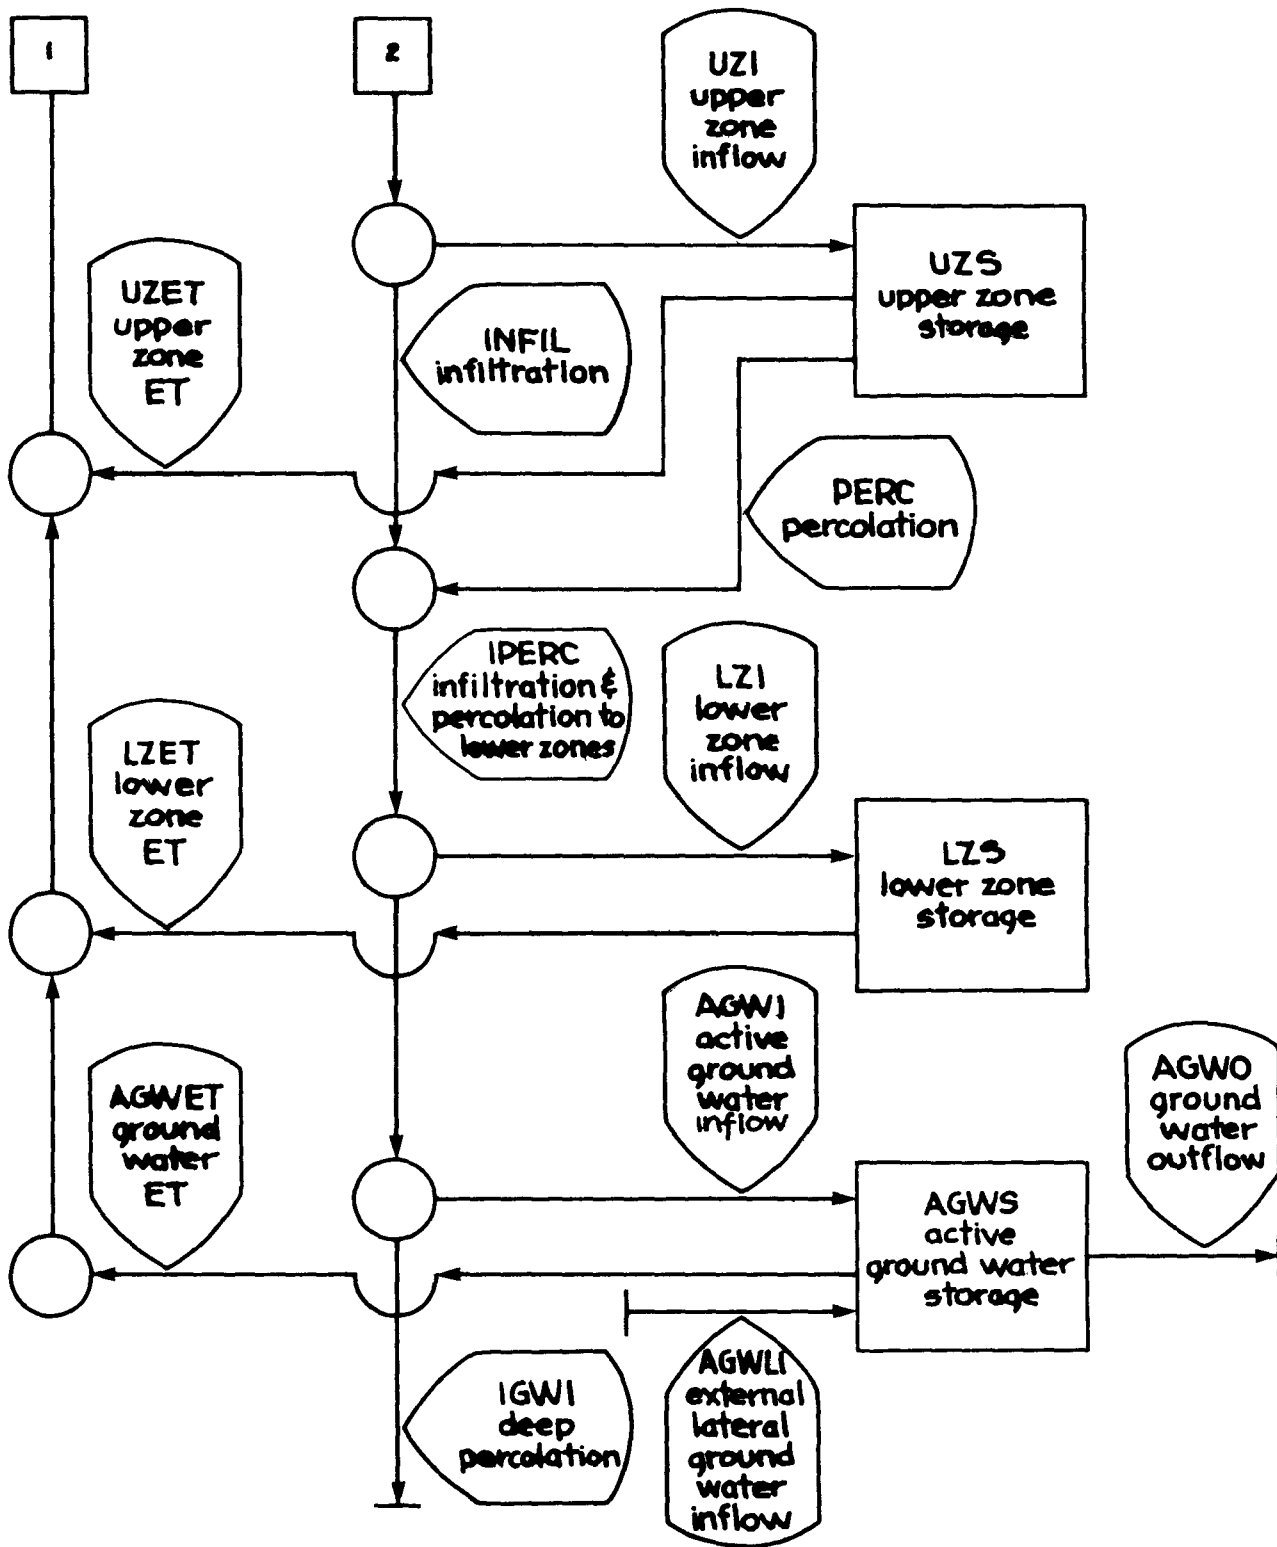 1
2
UZI
upper
zone
inflow
UZS
upper zone
storage
UZET
upper
zone
ET
INFIL
infiltration
PERC
percolation
IPERC
infiltration &
percolation to
lower zones
LZI
lower
zone
inflow
LZET
lower
zone
ET
LZS
lower zone
storage
AGWI
active
ground
water
inflow
AGWO
ground
water
outflow
AGWET
ground
water
ET
AGWS
active
ground water
storage
IGWI
deep
percolation
AGWLI
external
lateral
ground
water
inflow